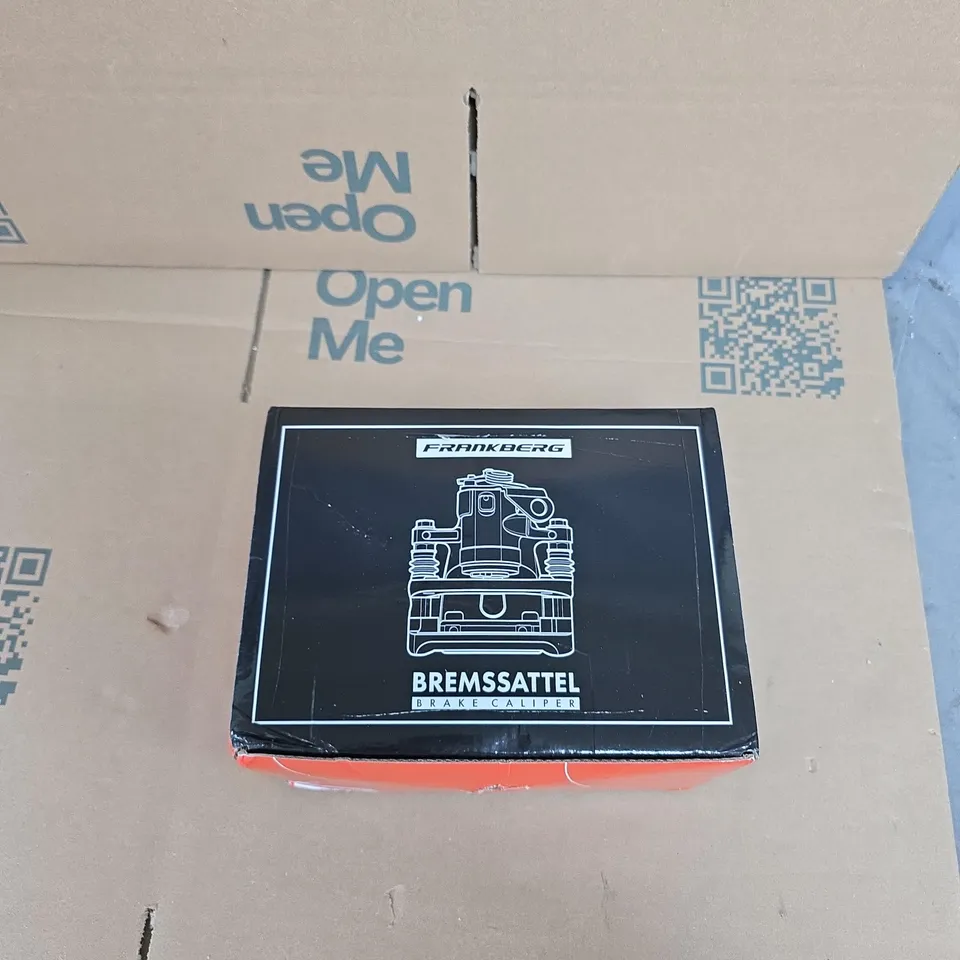 Open
Me
Open
Me
FRANKBERG
BREMSSATTEL
BRAKE CALIPER